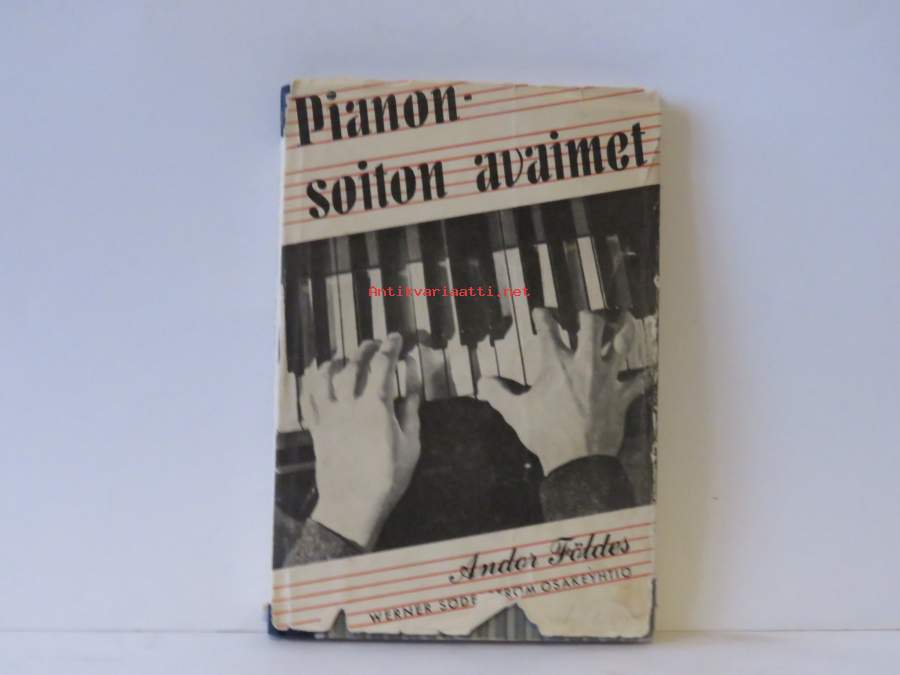 Pianon-
soiton avaimet
Antikvariaatti.net
Andor Földes
WERNER OSAKEYHTIÖ